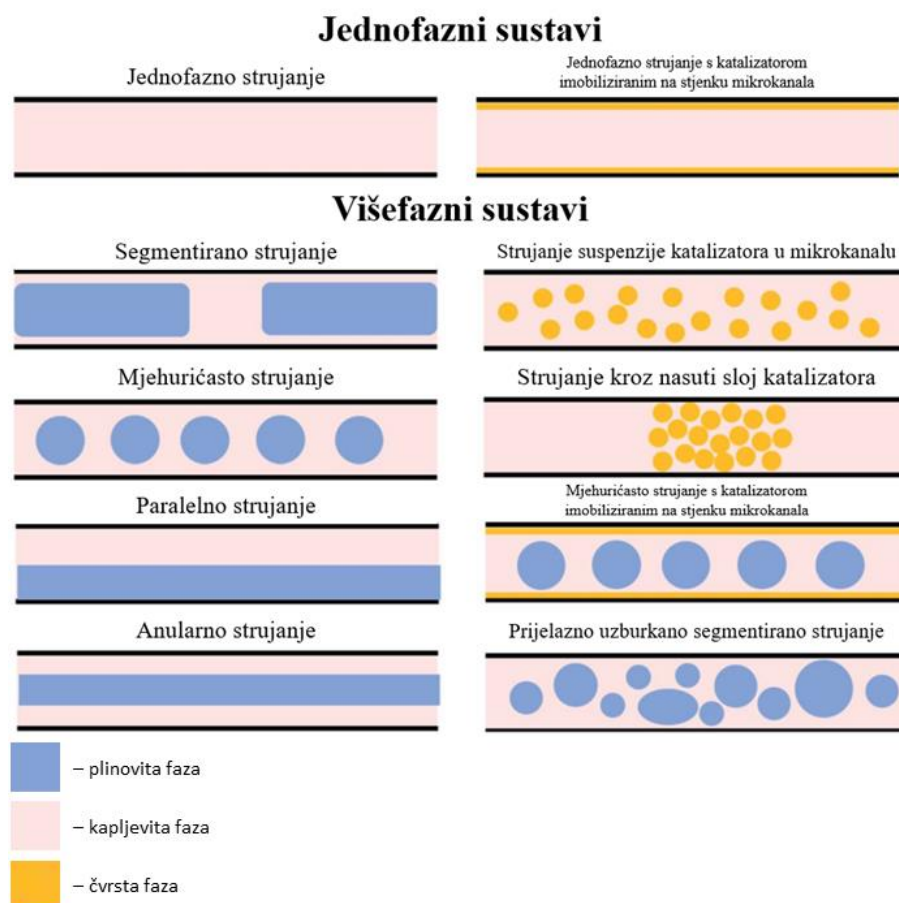 Jednofazni sustavi
Jednofazno strujanje
Jednofazno strujanje s katalizatorom
imobiliziranim na stjenku mikrokanala
Višefazni sustavi
Segmentirano strujanje
Strujanje suspenzije katalizatora u mikrokanalu
Mjehurićasto strujanje
Strujanje kroz nasuti sloj katalizatora
Paralelno strujanje
Mjehurićasto strujanje s katalizatorom
imobiliziranim na stjenku mikrokanala
Anularno strujanje
Prijelazno uzburkano segmentirano strujanje
– plinovita faza
– kapljevita faza
– čvrsta faza